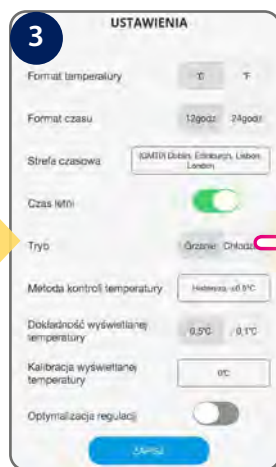 3
USTAWIENIA
Format temperatury °C °F
Format czasu 12godz 24godz
Strefa czasowa (GMT0) Dublin, Edinburgh, Lisbon, London
Czas letni
Tryb Grzanie Chłodz
Metoda kontroli temperatury Histereza, ±0,5°C
Dokładność wyświetlanej temperatury 0,5°C 0,1°C
Kalibracja wyświetlanej temperatury 0°C
Optymalizacja regulacji
ZAPISZ